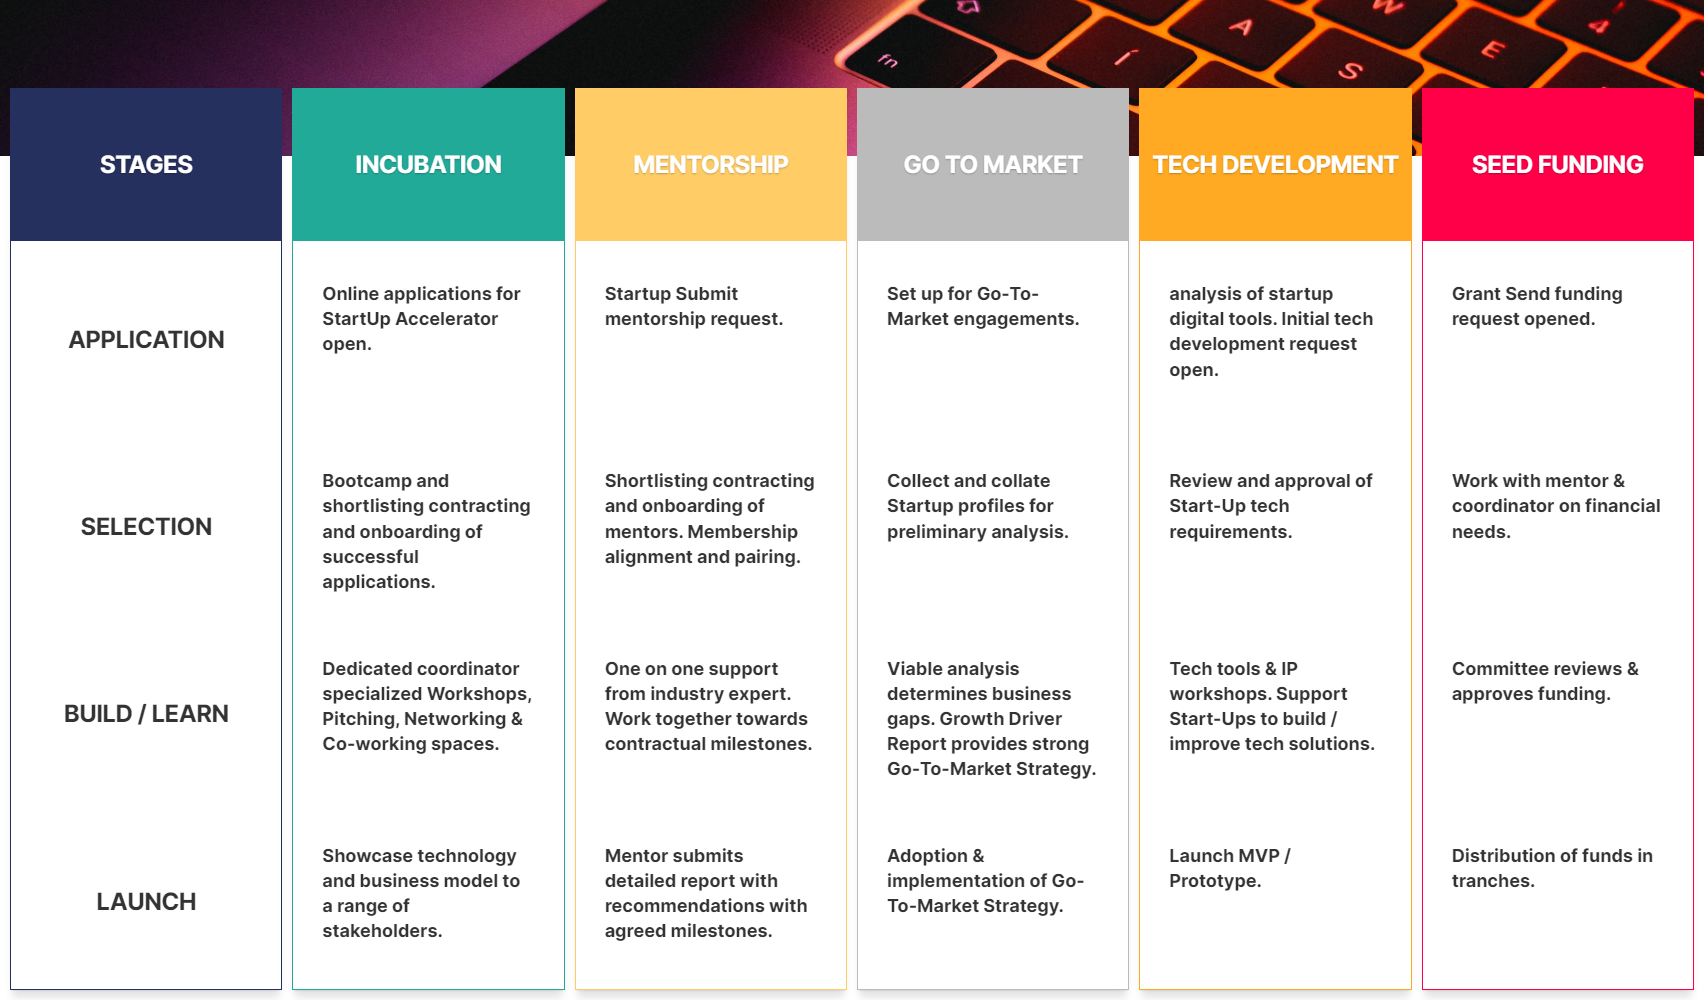 W
4
A
E
fn
Í
S
STAGES
INCUBATION
MENTORSHIP
GO TO MARKET
TECH DEVELOPMENT
SEED FUNDING
APPLICATION
Online applications for
StartUp Accelerator
open.
Startup Submit
mentorship request.
Set up for Go-To-
Market engagements.
analysis of startup
digital tools. Initial tech
development request
open.
Grant Send funding
request opened.
SELECTION
Bootcamp and
shortlisting contracting
and onboarding of
successful
applications.
Shortlisting contracting
and onboarding of
mentors. Membership
alignment and pairing.
Collect and collate
Startup profiles for
preliminary analysis.
Review and approval of
Start-Up tech
requirements.
Work with mentor &
coordinator on financial
needs.
BUILD / LEARN
Dedicated coordinator
specialized Workshops,
Pitching, Networking &
Co-working spaces.
One on one support
from industry expert.
Work together towards
contractual milestones.
Viable analysis
determines business
gaps. Growth Driver
Report provides strong
Go-To-Market Strategy.
Tech tools & IP
workshops. Support
Start-Ups to build /
improve tech solutions.
Committee reviews &
approves funding.
LAUNCH
Showcase technology
and business model to
a range of
stakeholders.
Mentor submits
detailed report with
recommendations with
agreed milestones.
Adoption &
implementation of Go-
To-Market Strategy.
Launch MVP /
Prototype.
Distribution of funds in
tranches.